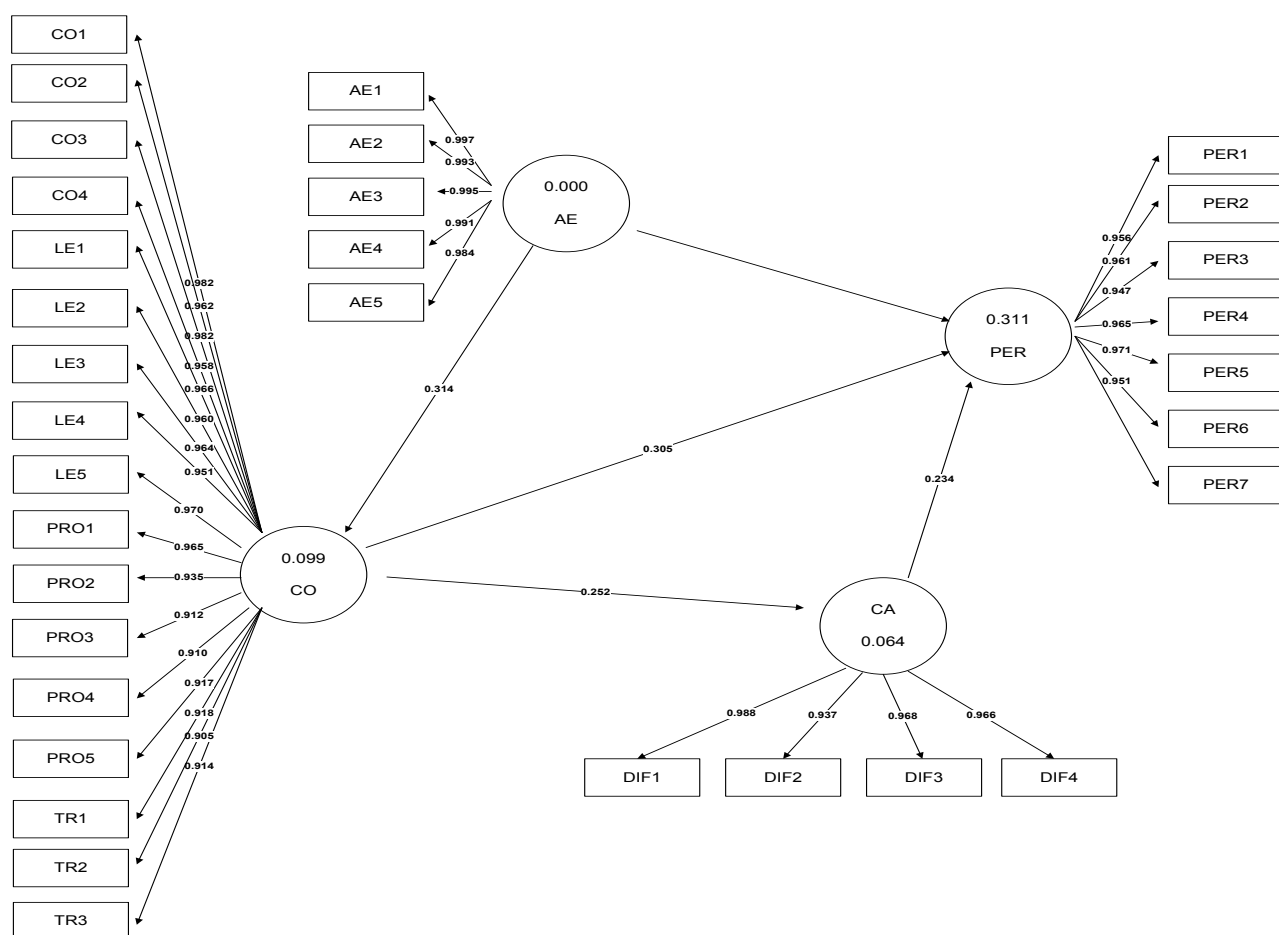 CO1
CO2
CO3
CO4
LE1
LE2
LE3
LE4
LE5
PRO1
PRO2
PRO3
PRO4
PRO5
TR1
TR2
TR3
0.982
0.962
0.982
0.958
0.966
0.960
0.964
0.951
0.970
0.965
0.935
0.912
0.910
0.917
0.918
0.905
0.914
0.099
CO
AE1
AE2
AE3
AE4
AE5
0.997
0.993
0.995
0.991
0.984
0.000
AE
0.314
0.305
0.252
0.234
0.311
PER
0.956
0.961
0.947
0.965
0.971
0.951
PER1
PER2
PER3
PER4
PER5
PER6
PER7
CA
0.064
0.988
0.937
0.968
0.966
DIF1
DIF2
DIF3
DIF4